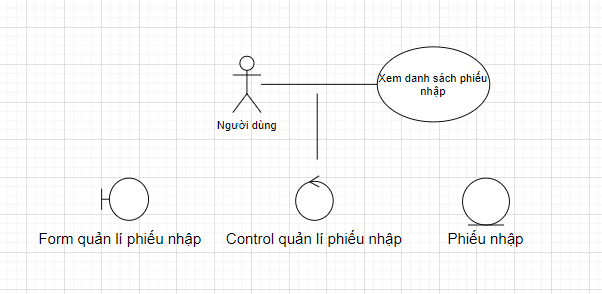 Xem danh sách phiếu
nhập
Người dùng
Form quản lí phiếu nhập
Control quản lí phiếu nhập
Phiếu nhập